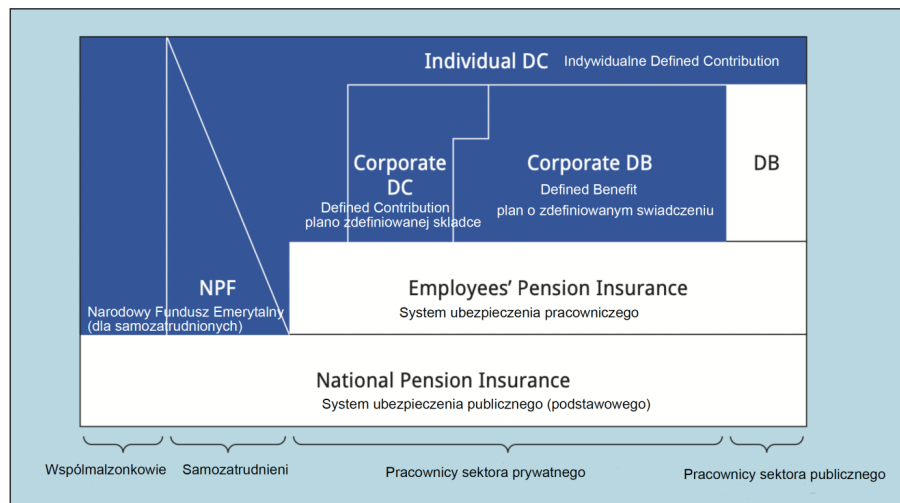 Individual DC Indywidualne Defined Contribution
Corporate
DC
Defined Contribution
plano zdefiniowanej skladce
Corporate DB
Defined Benefit
plan o zdefiniowanym swiadczeniu
DB
NPF
Narodowy Fundusz Emerytalny
(dla samozatrudnionych)
Employees’ Pension Insurance
System ubezpieczenia pracowniczego
National Pension Insurance
System ubezpieczenia publicznego (podstawowego)
Wspólmalzonkowie
Samozatrudnieni
Pracownicy sektora prywatnego
Pracownicy sektora publicznego